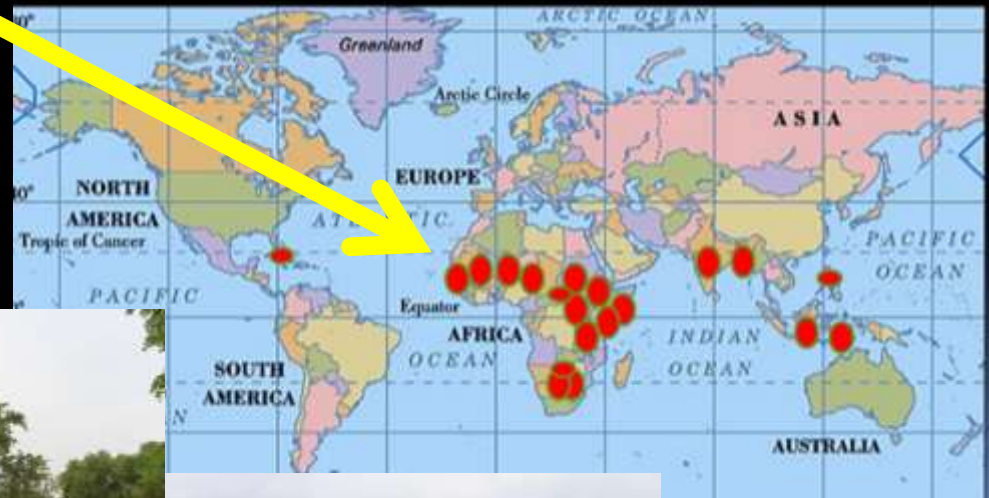 ARCTIC OCEAN
Greenland
Arctic Circle
ASIA
EUROPE
NORTH
AMERICA
ATLANTIC
Tropic of Cancer
PACIFIC
OCEAN
PACIFIC
Equator
AFRICA
INDIAN
OCEAN
OCEAN
SOUTH
AMERICA
N
AUSTRALIA